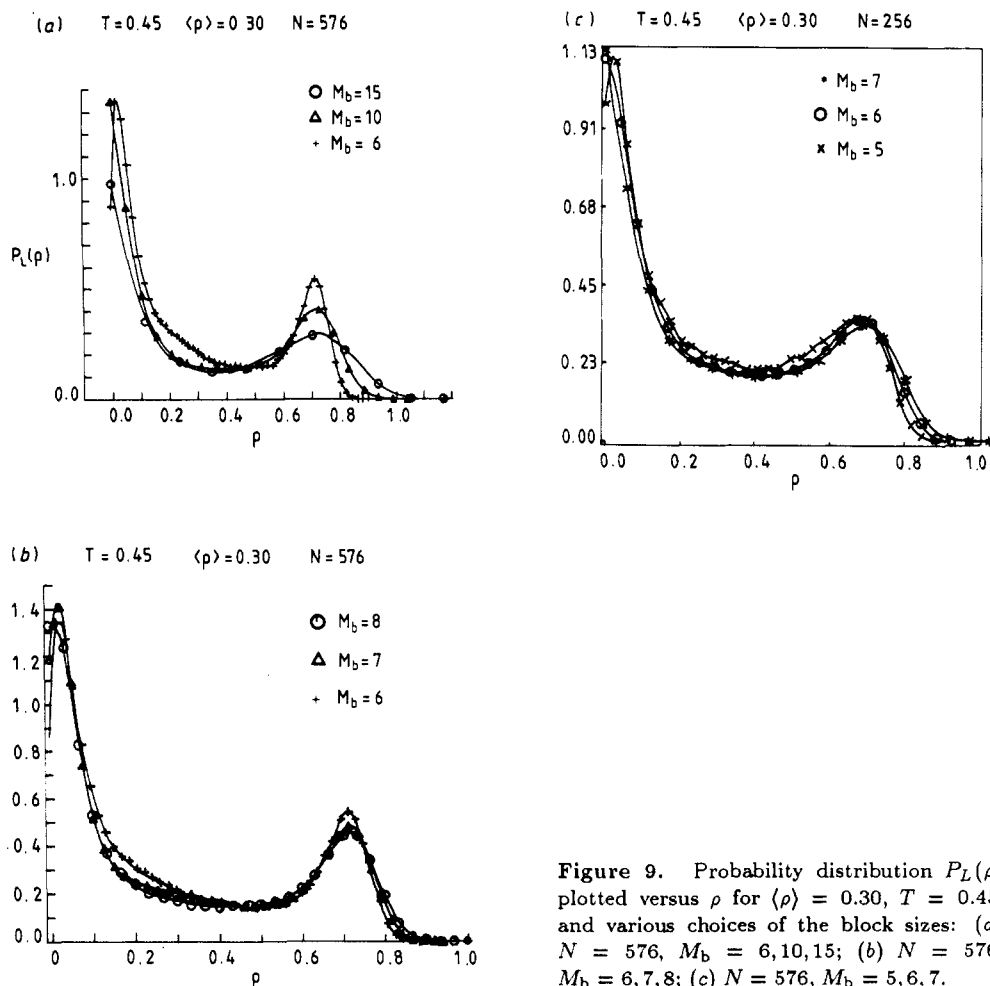 (a) T=0.45 ⟨ρ⟩=0.30 N=576
○ M_b=15
△ M_b=10
+ M_b= 6
1.0
P_L(ρ)
0.0
0.0 0.2 0.4 0.6 0.8 1.0
ρ
(c) T=0.45 ⟨ρ⟩=0.30 N=256
1.13
0.91
0.68
0.45
0.23
0.00
* M_b=7
○ M_b=6
× M_b=5
0.0 0.2 0.4 0.6 0.8 1.0
ρ
(b) T=0.45 ⟨ρ⟩=0.30 N=576
○ M_b=8
△ M_b=7
+ M_b=6
1.4
1.2
1.0
0.8
0.6
0.4
0.2
0.0
0.0 0.2 0.4 0.6 0.8 1.0
ρ
Figure 9. Probability distribution P_L(ρ
plotted versus ρ for ⟨ρ⟩ = 0.30, T = 0.45
and various choices of the block sizes: (a
N = 576, M_b = 6,10,15; (b) N = 576
M_b = 6,7,8; (c) N = 576, M_b = 5,6,7.